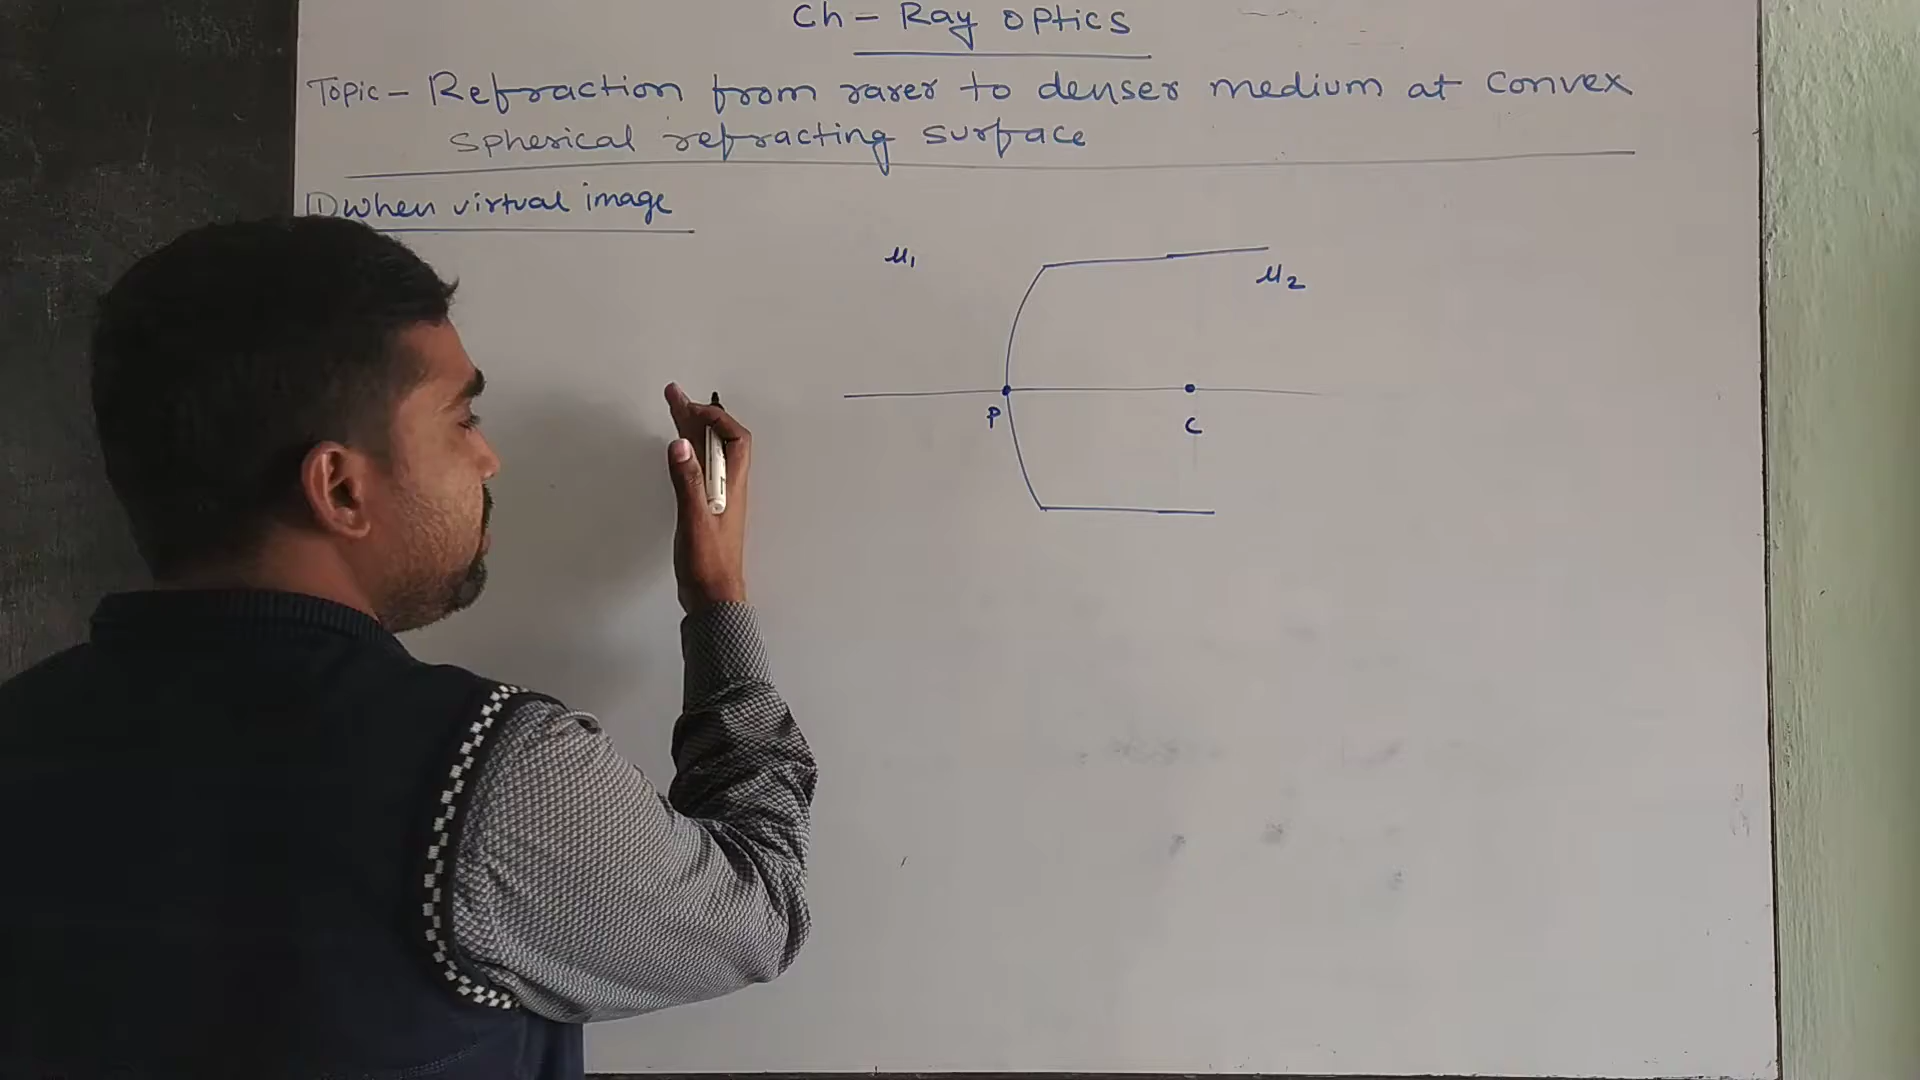 Ch - Ray optics
Topic - Refraction from rarer to denser medium at convex
spherical refracting surface
① when virtual image
μ₁
μ₂
P
C